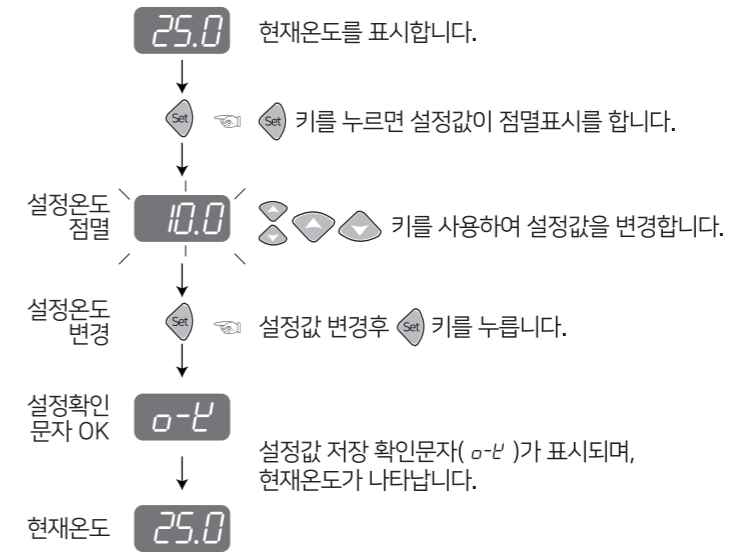 25.0 현재온도를 표시합니다.
Set Set 키를 누르면 설정값이 점멸표시를 합니다.
설정온도
점멸
10.0 키를 사용하여 설정값을 변경합니다.
설정온도
변경
Set 설정값 변경후 Set 키를 누릅니다.
설정확인
문자 OK
o-k
설정값 저장 확인문자( o-k )가 표시되며,
현재온도가 나타납니다.
현재온도 25.0